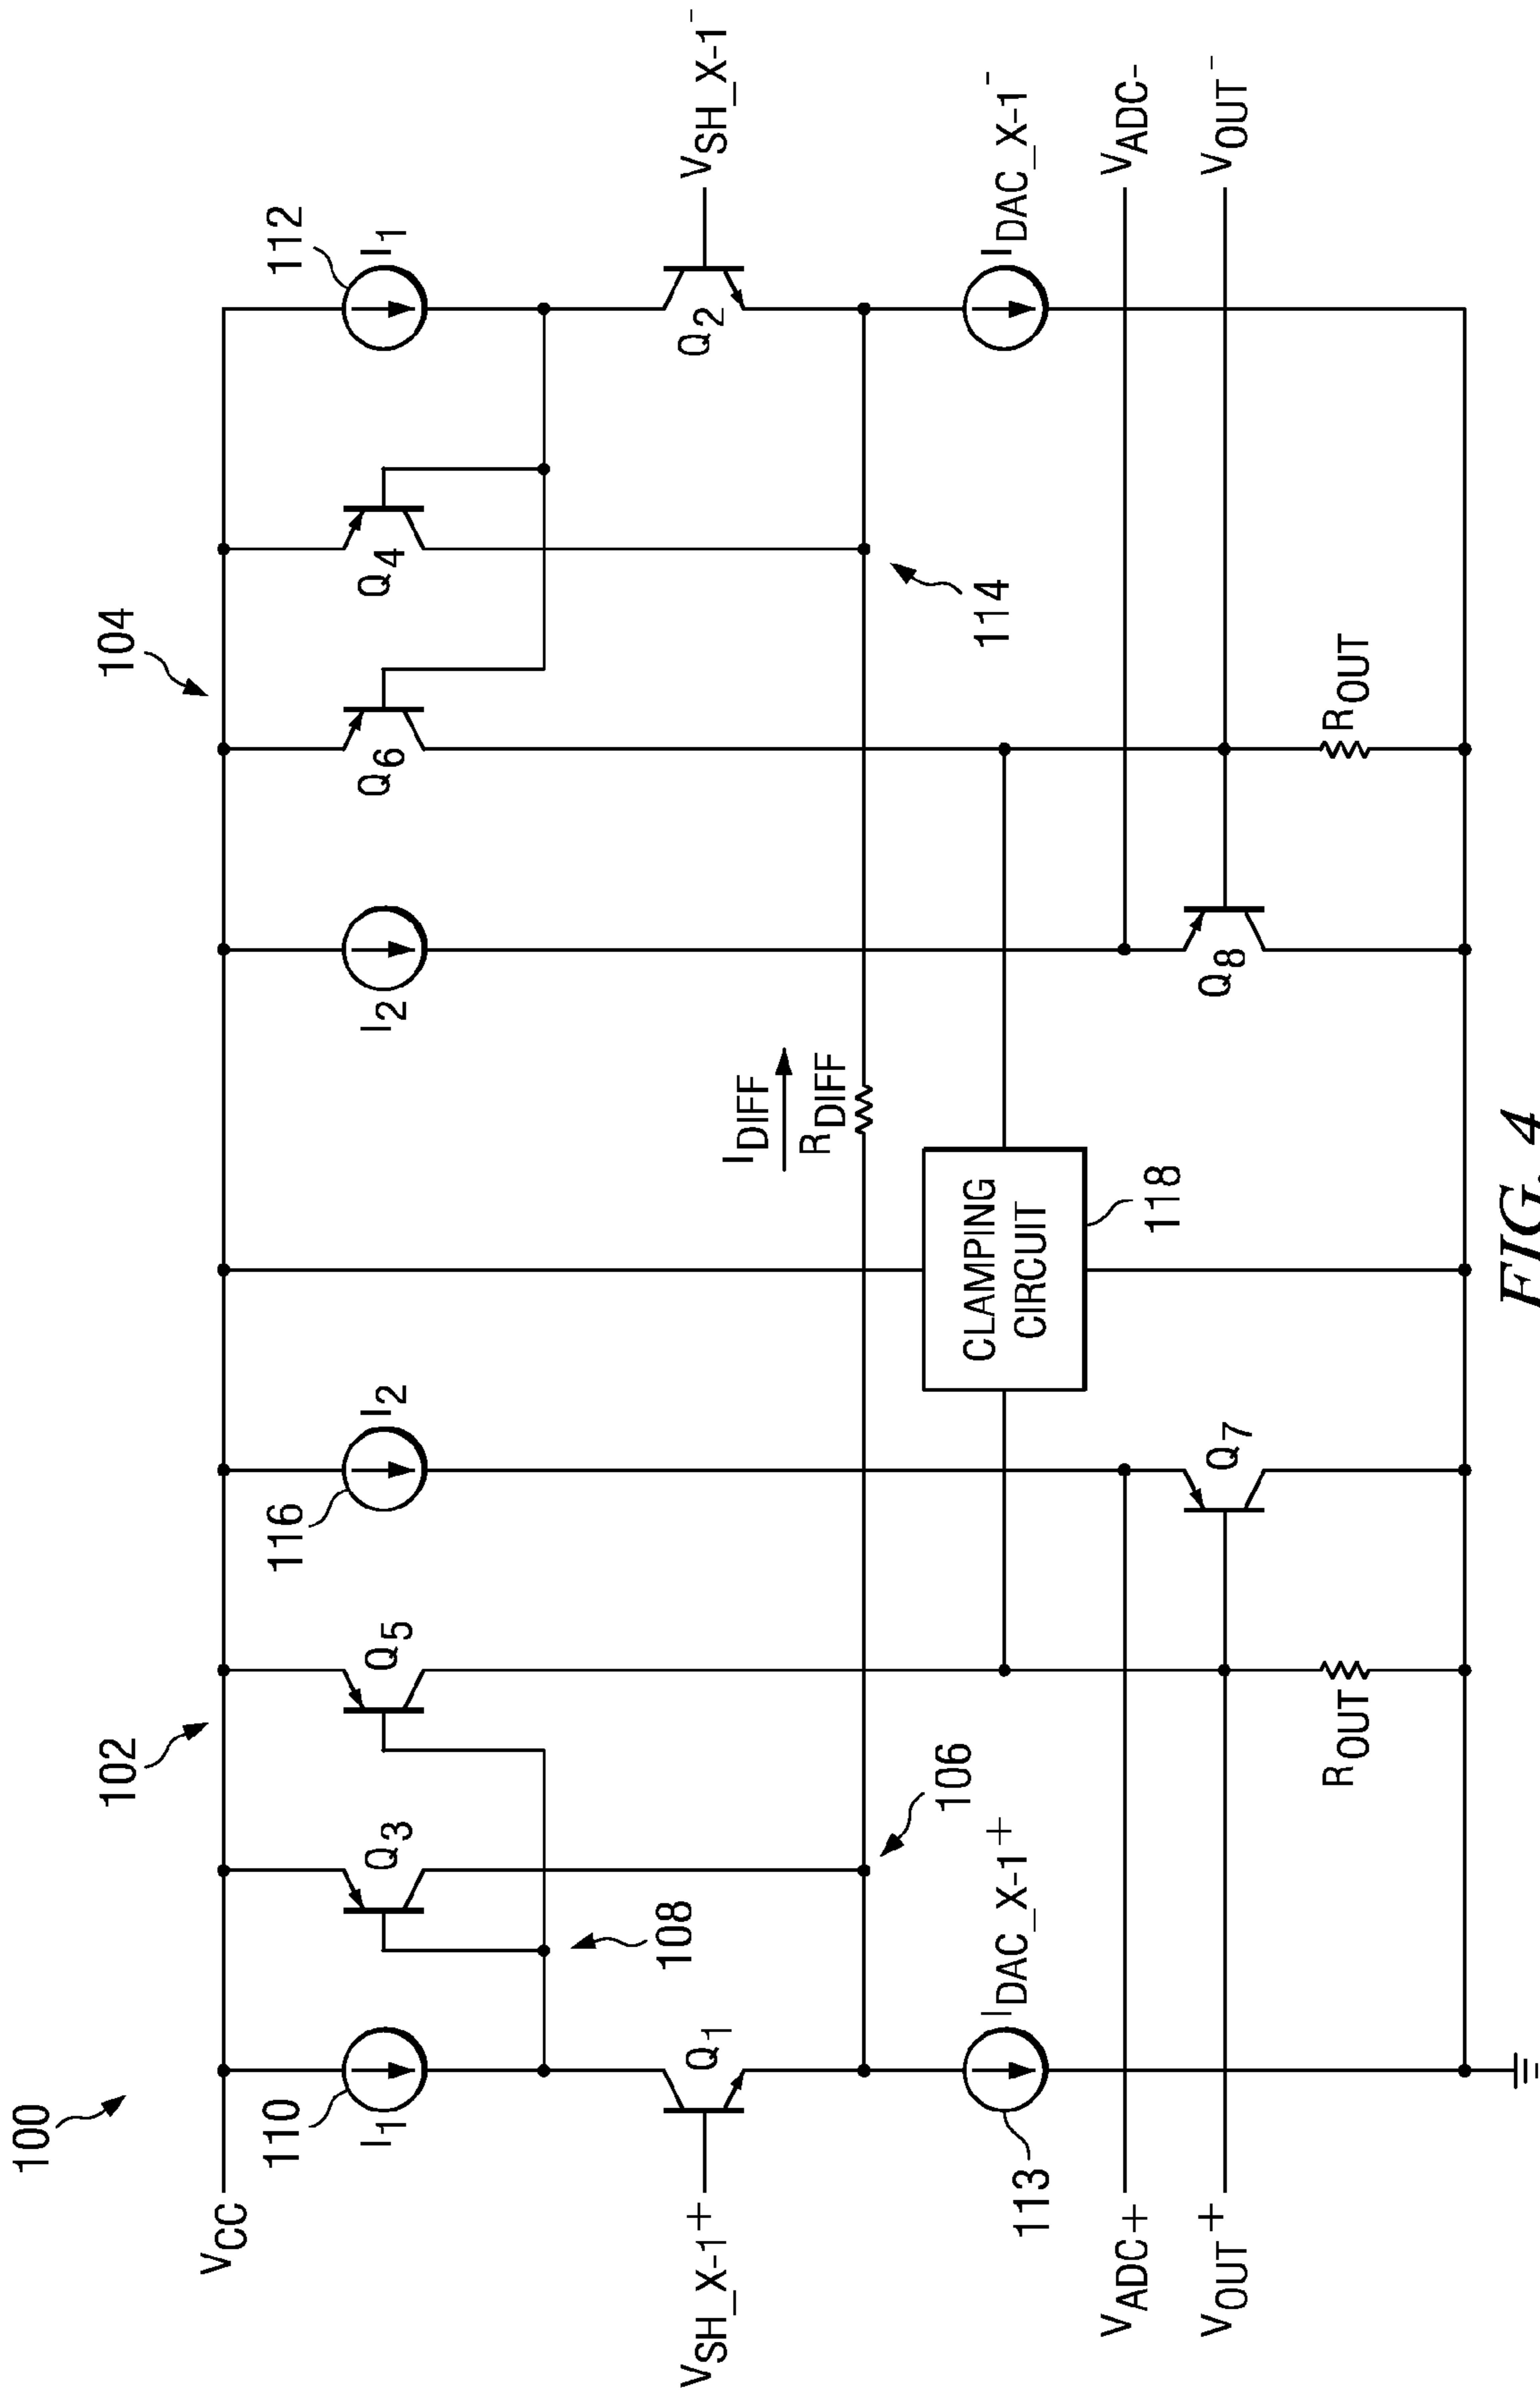 100
102
104
VCC
110
I1
Q3
Q5
116
I2
I2
Q6
Q4
112
I1
108
VSH_X-1+
Q1
IDIFF
RDIFF
Q2
VSH_X-1-
106
114
113
IDAC_X-1+
CLAMPING
CIRCUIT
118
IDAC_X-1-
VADC+
VADC-
VOUT+
Q7
Q8
VOUT-
ROUT
ROUT
FIG. 4